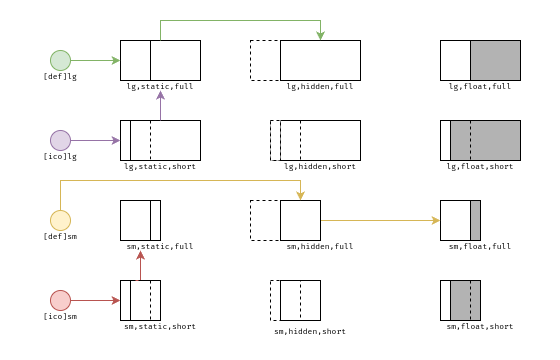 [def]lg
lg,static,full
lg,hidden,full
lg,float,full
[ico]lg
lg,static,short
lg,hidden,short
lg,float,short
[def]sm
sm,static,full
sm,hidden,full
sm,float,full
[ico]sm
sm,static,short
sm,hidden,short
sm,float,short